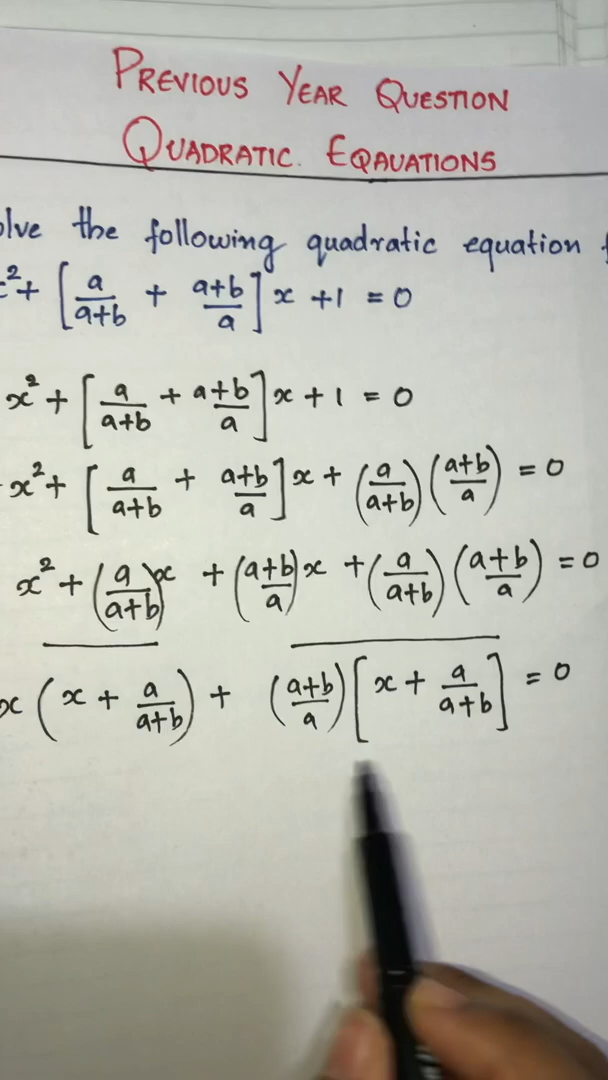 PREVIOUS YEAR QUESTION
QUADRATIC. EQAUATIONS
the following quadratic equation
²+ [a/(a+b) + (a+b)/a] x + 1 = 0
x² + [a/(a+b) + (a+b)/a] x + 1 = 0
x² + [a/(a+b) + (a+b)/a] x + (a/(a+b)) ((a+b)/a) = 0
x² + (a/(a+b)) x + ((a+b)/a) x + (a/(a+b)) ((a+b)/a) = 0
x (x + a/(a+b)) + ((a+b)/a) [x + a/(a+b)] = 0